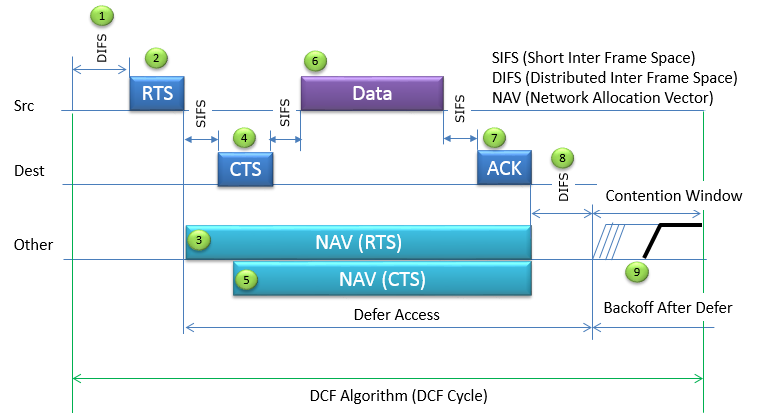 1
DIFS
2
6
SIFS (Short Inter Frame Space)
DIFS (Distributed Inter Frame Space)
NAV (Network Allocation Vector)
Src
RTS
SIFS
SIFS
Data
SIFS
4
7
8
Dest
CTS
ACK
DIFS
Contention Window
Other
3
NAV (RTS)
5
NAV (CTS)
9
Defer Access
Backoff After Defer
DCF Algorithm (DCF Cycle)